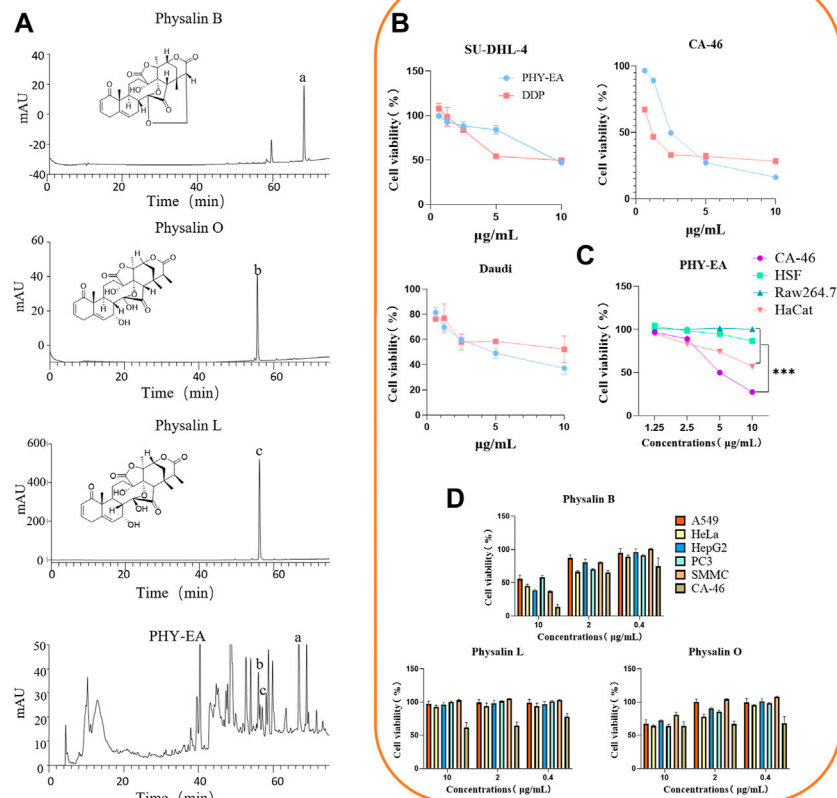 A
Physalin B
mAU
40
20
0
-20
-40
a
0
20
40
60
Time (min)
Physalin O
mAU
60
40
20
0
b
0
20
40
60
Time (min)
Physalin L
mAU
600
400
200
0
c
0
20
40
60
Time (min)
PHY-EA
mAU
50
40
30
20
10
0
b
c
a
0
20
40
60
Time (min)
B
SU-DHL-4
Cell viability ( %)
150
100
50
0
PHY-EA
DDP
0 5 10
μg/mL
CA-46
Cell viability ( %)
100
50
0
0 5 10
μg/mL
Daudi
Cell viability ( %)
100
80
60
40
20
0
0 2 4 6 8 10
μg/mL
C
PHY-EA
CA-46
HSF
Raw264.7
HaCat
Cell viability ( %)
150
100
50
0
***
1.25 2.5 5 10
Concentrations ( μg/mL)
D
Physalin B
Cell viability ( %)
150
100
50
0
10 2 0.4
Concentrations ( μg/mL)
A549
HeLa
HepG2
PC3
SMMC
CA-46
Physalin L
Cell viability ( %)
150
100
50
0
10 2 0.4
Concentrations ( μg/mL)
Physalin O
Cell viability ( %)
150
100
50
0
10 2 0.4
Concentrations ( μg/mL)